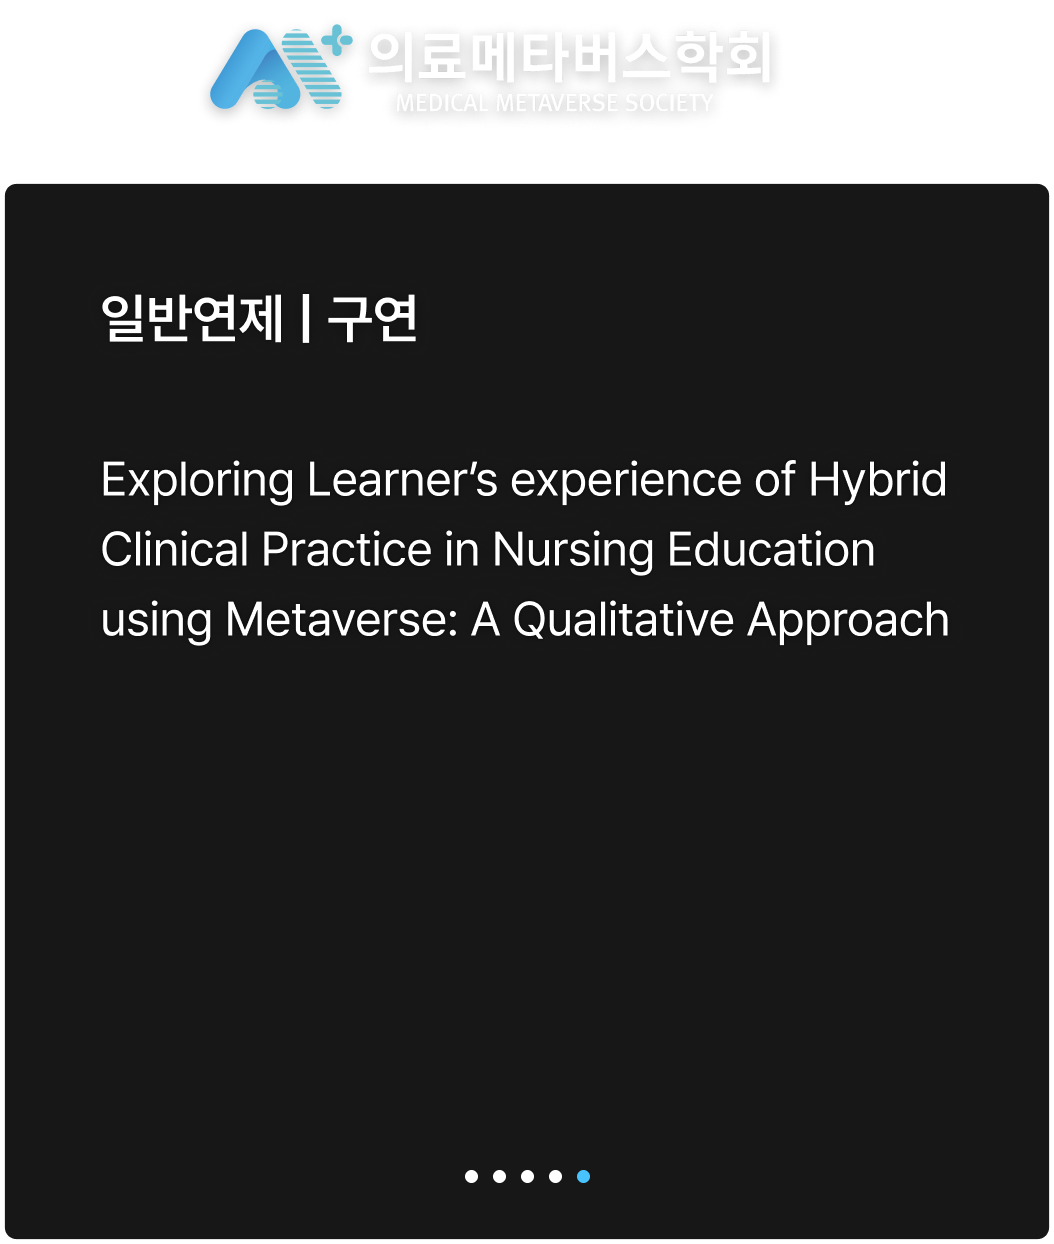 의료메타버스학회
MEDICAL METAVERSE SOCIETY
일반연제 | 구연
Exploring Learner’s experience of Hybrid
Clinical Practice in Nursing Education
using Metaverse: A Qualitative Approach